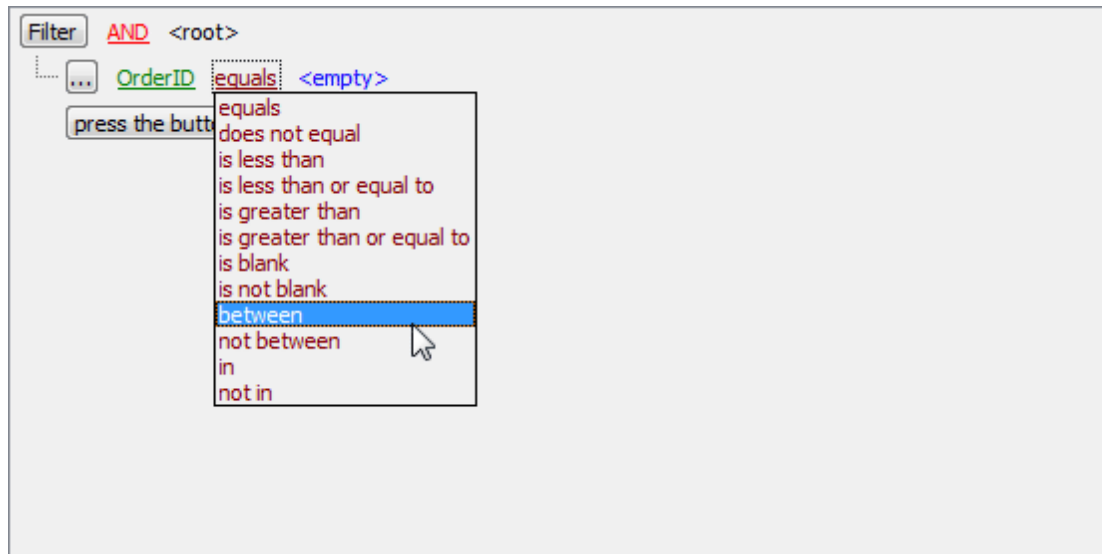 Filter AND <root>
... OrderID equals <empty>
press the butt
equals
does not equal
is less than
is less than or equal to
is greater than
is greater than or equal to
is blank
is not blank
between
not between
in
not in